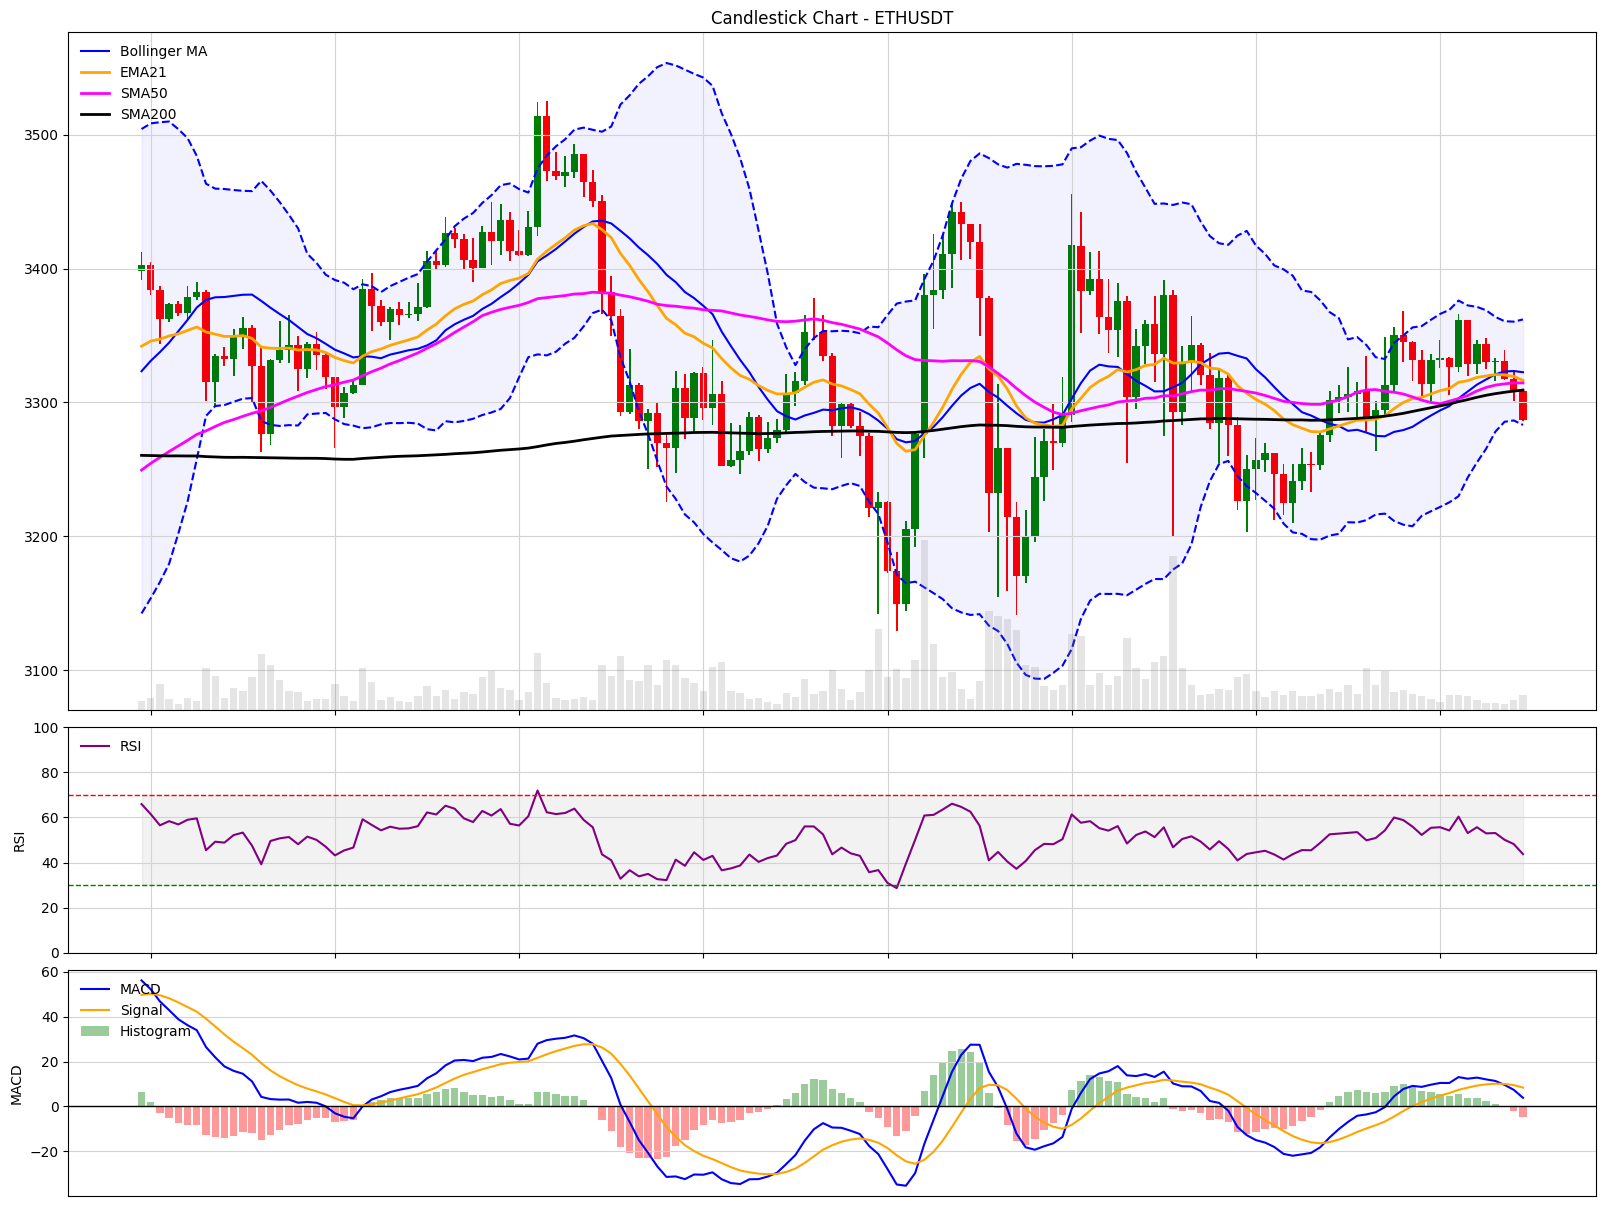 Candlestick Chart - ETHUSDT
Bollinger MA
EMA21
SMA50
SMA200
3500
3400
3300
3200
3100
RSI
100
80
60
40
20
0
RSI
MACD
Signal
Histogram
60
40
20
0
−20
MACD